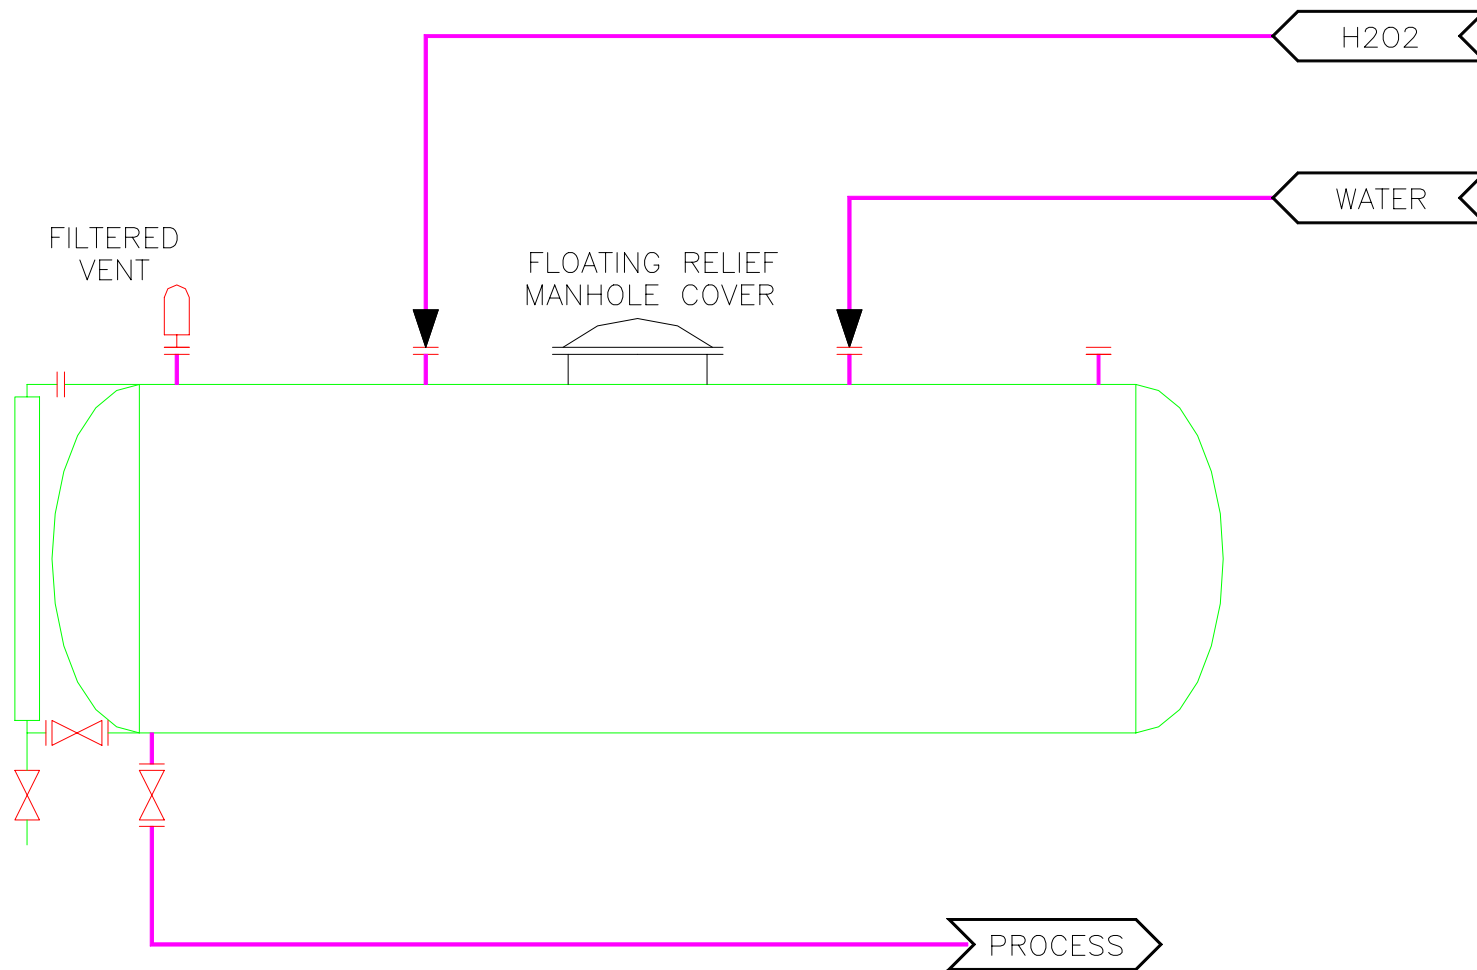 H2O2
WATER
FILTERED
VENT
FLOATING RELIEF
MANHOLE COVER
PROCESS